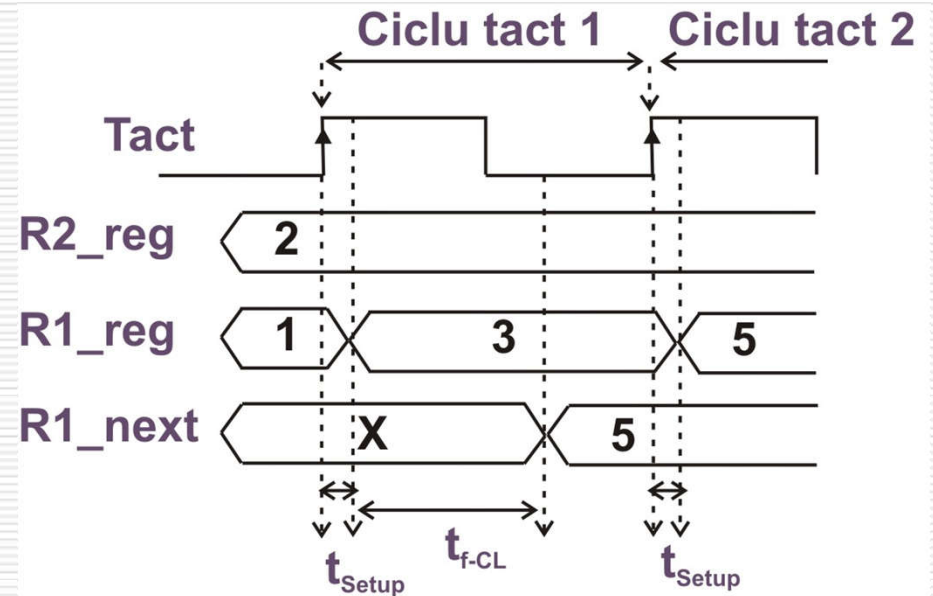 Ciclu tact 1 Ciclu tact 2
Tact
R2_reg 2
R1_reg 1 3 5
R1_next X 5
tSetup tf-CL tSetup